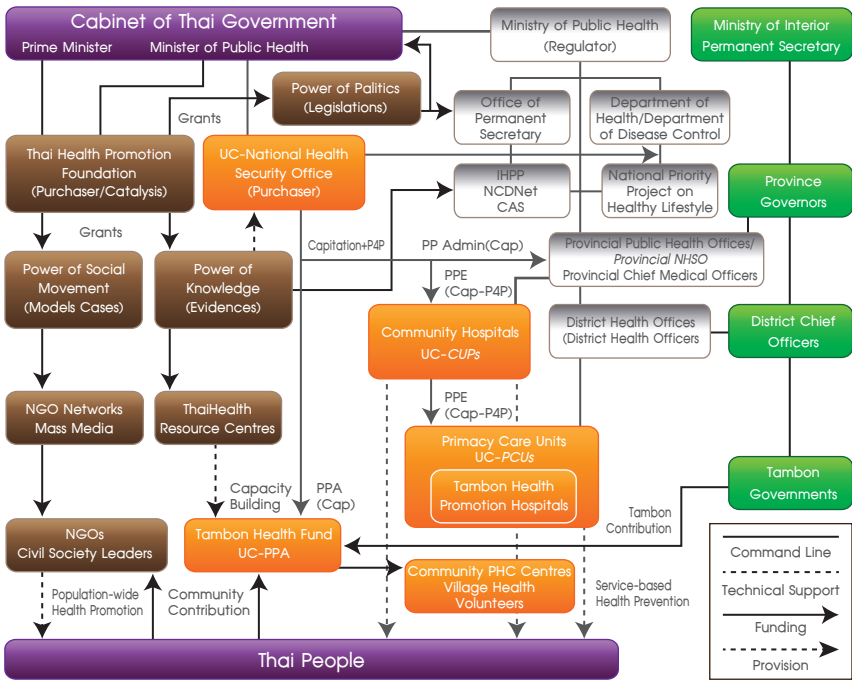 Cabinet of Thai Government
Prime Minister
Minister of Public Health
Ministry of Public Health
(Regulator)
Ministry of Interior
Permanent Secretary
Power of Palitics
(Legislations)
Grants
Office of
Permanent
Secretary
Department of
Health/Department
of Disease Control
Thai Health Promotion
Foundation
(Purchaser/Catalysis)
UC-National Health
Security Office
(Purchaser)
IHPP
NCDNet
CAS
National Priority
Project on
Healthy Lifestyle
Province
Governors
Grants
Capitation+P4P
PP Admin(Cap)
Provincial Public Health Offices/
Provincial NHSO
Provincial Chief Medical Officers
Power of Social
Movement
(Models Cases)
Power of
Knowledge
(Evidences)
PPE
(Cap-P4P)
Community Hospitals
UC-CUPs
District Health Offices
(District Health Officers
District Chief
Officers
PPE
(Cap-P4P)
NGO Networks
Mass Media
ThaiHealth
Resource Centres
Primacy Care Units
UC-PCUs
Tambon Health
Promotion Hospitals
Tambon
Governments
Capacity
Building
PPA
(Cap)
Tambon
Contribution
NGOs
Civil Society Leaders
Tambon Health Fund
UC-PPA
Community PHC Centres
Village Health
Volunteers
Population-wide
Health Promotion
Community
Contribution
Service-based
Health Prevention
Command Line
Technical Support
Funding
Provision
Thai People